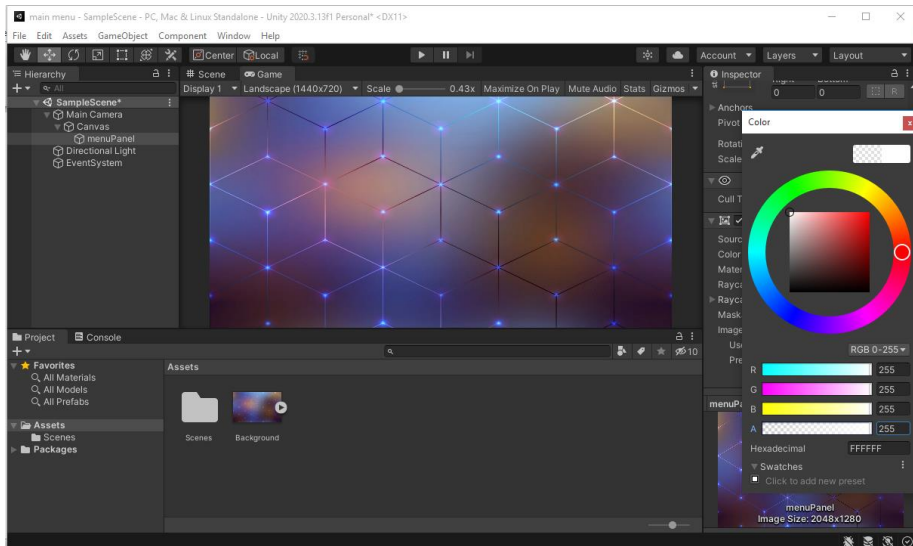 main menu - SampleScene - PC, Mac & Linux Standalone - Unity 2020.3.13f1 Personal* <DX11>
File Edit Assets GameObject Component Window Help
Center Local Account Layers Layout
Hierarchy
All
SampleScene*
Main Camera
Canvas
menuPanel
Directional Light
EventSystem
Scene Game
Display 1 Landscape (1440x720) Scale 0.43x Maximize On Play Mute Audio Stats Gizmos
Inspector
0 0 R
Anchors
Pivot
Rotati
Scale
Cull T
Sourc
Color
Mater
Rayca
Rayca
Mask
Image
Us
Pre
menuPa
Color
x
RGB 0-255
R 255
G 255
B 255
A 255
Hexadecimal FFFFFF
Swatches
Click to add new preset
menuPanel
Image Size: 2048x1280
Project Console
10
Favorites
All Materials
All Models
All Prefabs
Assets
Scenes
Packages
Assets
Scenes Background